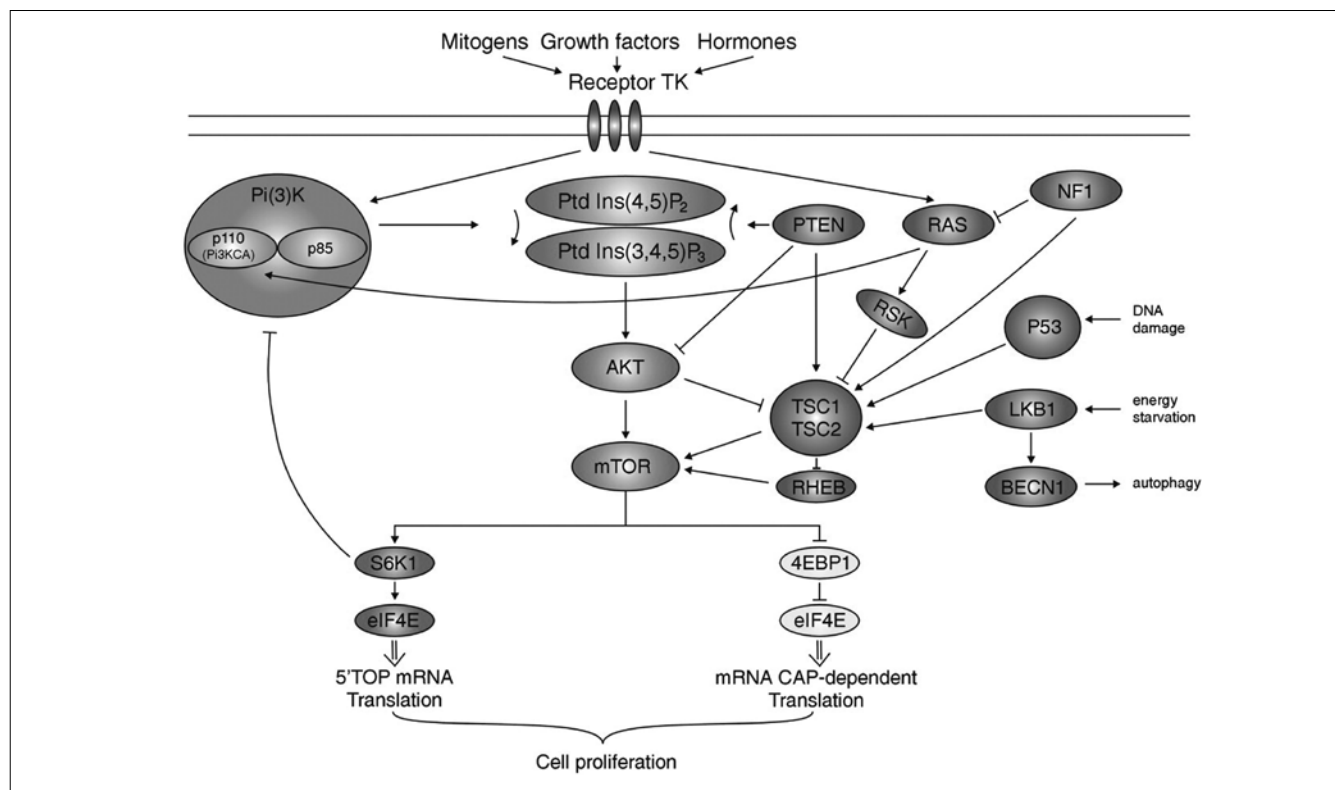 Mitogens Growth factors Hormones
Receptor TK
Pi(3)K
p110
(Pi3KCA)
p85
Ptd Ins(4,5)P2
Ptd Ins(3,4,5)P3
PTEN
RAS
NF1
RSK
P53
DNA
damage
AKT
TSC1
TSC2
LKB1
energy
starvation
mTOR
RHEB
BECN1
autophagy
S6K1
4EBP1
eIF4E
eIF4E
5'TOP mRNA
Translation
mRNA CAP-dependent
Translation
Cell proliferation